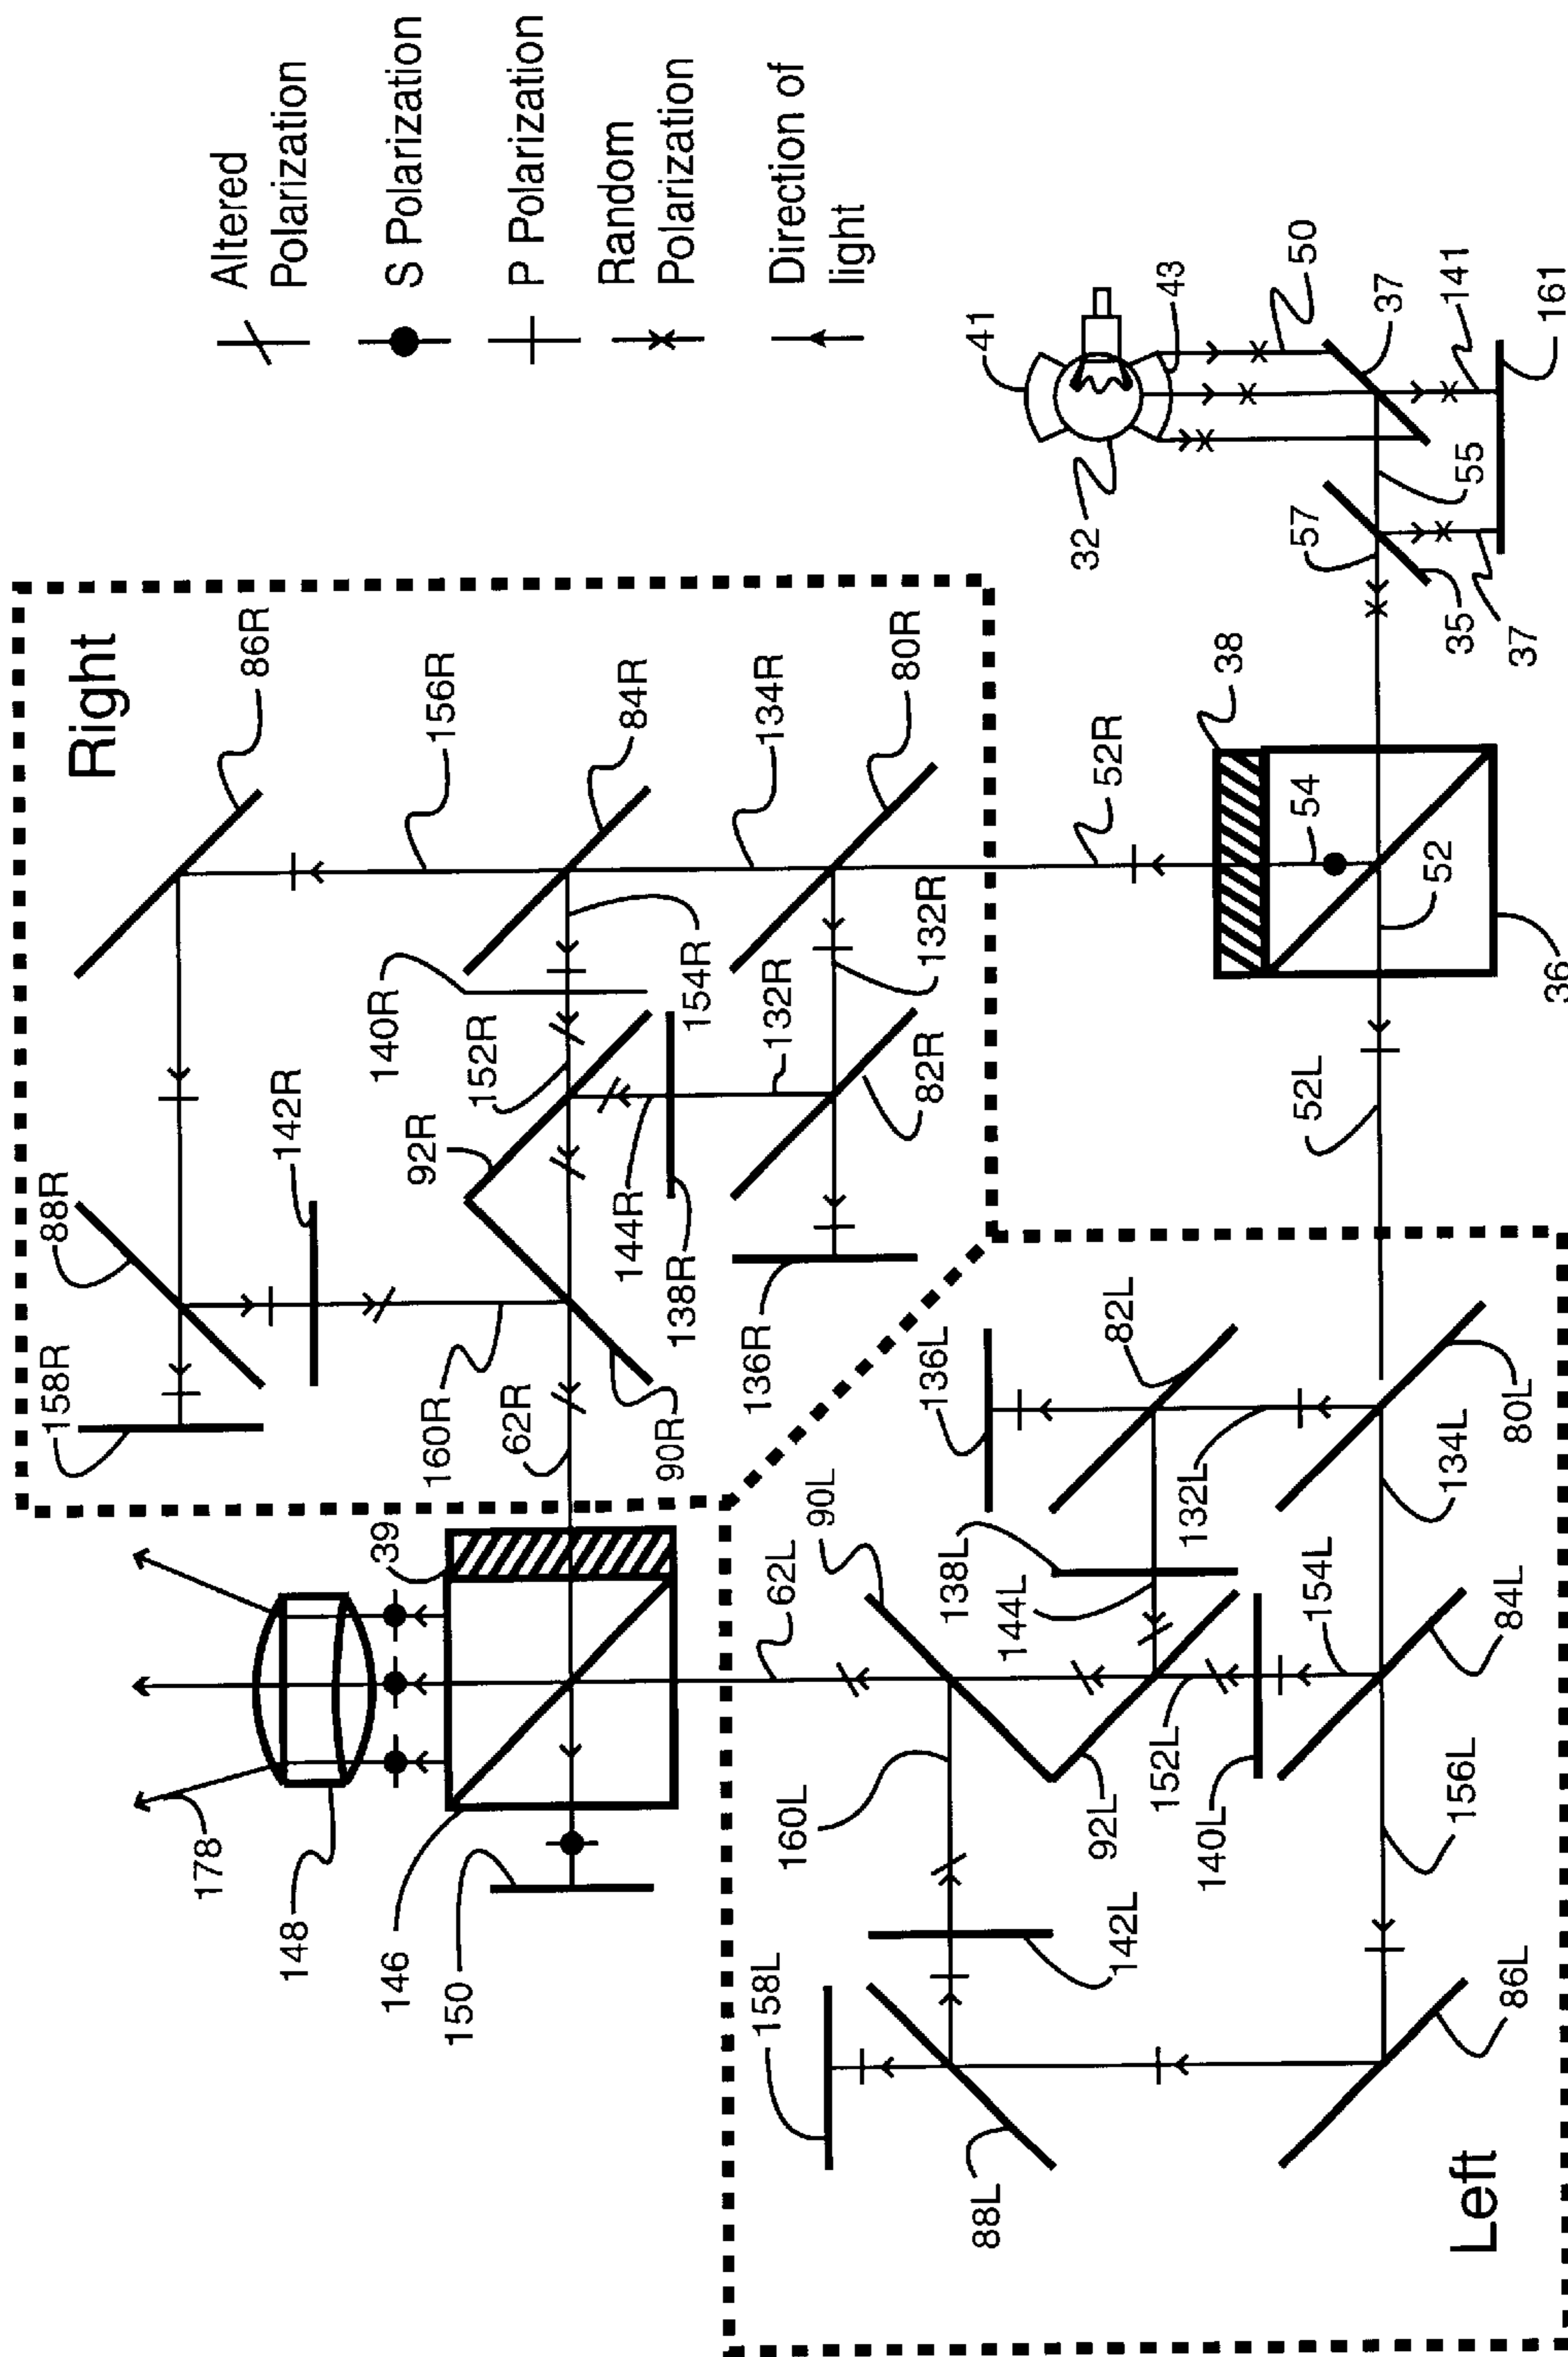 Altered
Polarization
S Polarization
P Polarization
Random
Polarization
Direction of
light
Right
86R
156R
84R
134R
80R
140R
154R
152R
132R
132R
82R
92R
144R
138R
136R
88R
142R
158R
160R
62R
90R
41
43
50
37
141
161
32
57
55
35
37
38
54
52R
52
36
52L
39
178
148
146
150
62L
90L
82L
136L
138L
132L
144L
80L
134L
154L
84L
160L
92L
152L
140L
156L
142L
158L
88L
86L
Left